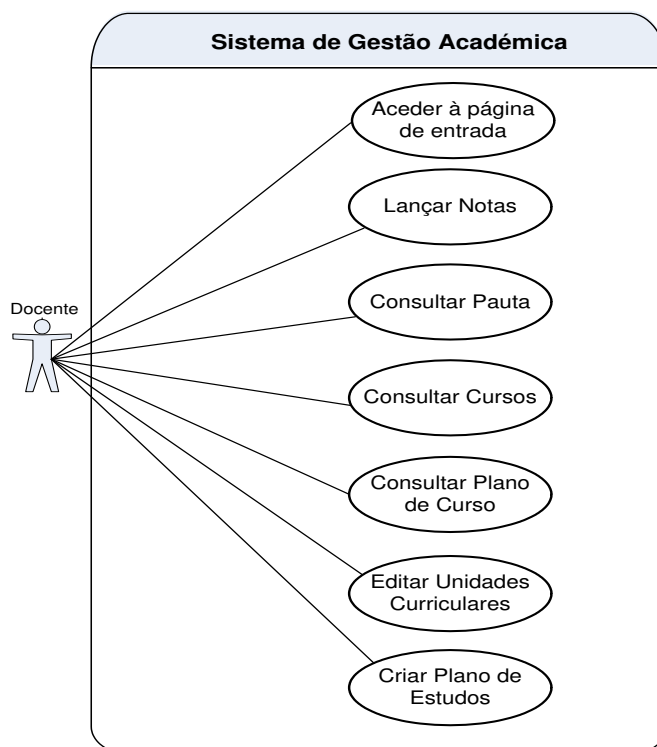 Sistema de Gestão Académica
Aceder à página
de entrada
Lançar Notas
Consultar Pauta
Docente
Consultar Cursos
Consultar Plano
de Curso
Editar Unidades
Curriculares
Criar Plano de
Estudos